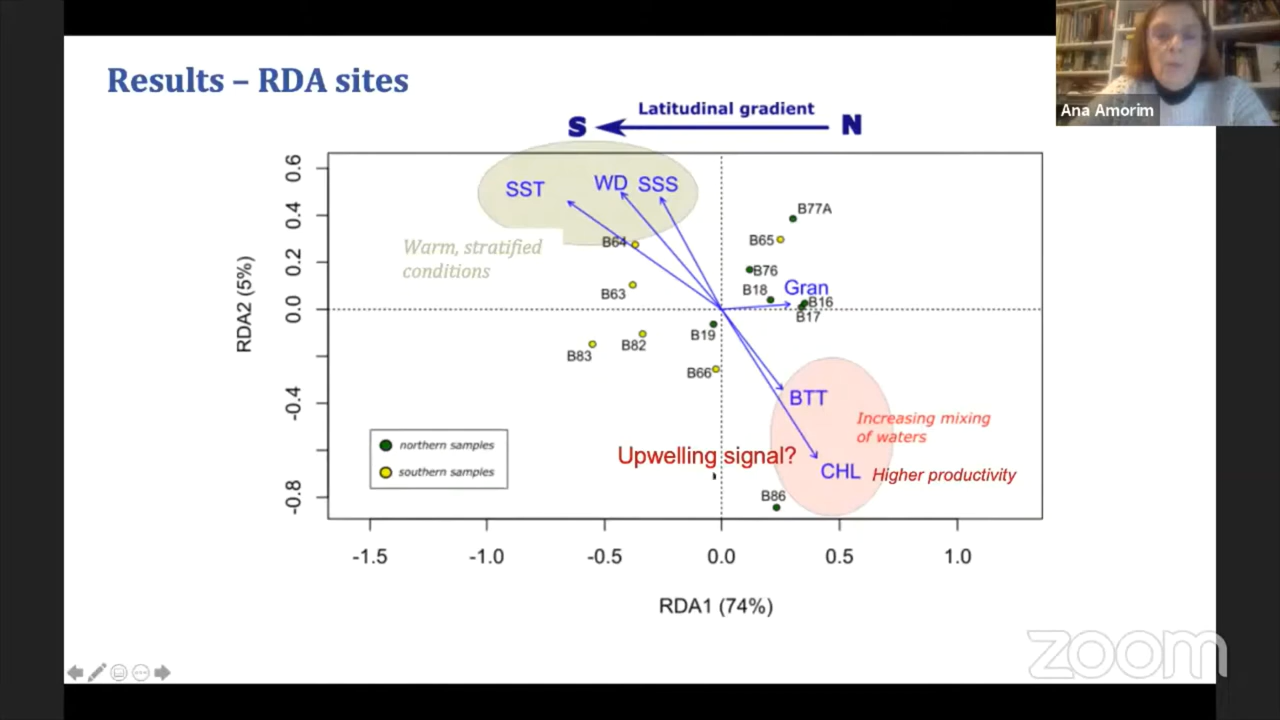 Results – RDA sites
Ana Amorim
Latitudinal gradient
S
N
SST
WD
SSS
B77A
B64
B65
Warm, stratified
conditions
B76
B18
Gran
B63
B16
B17
B19
B82
B83
B66
BTT
Increasing mixing
of waters
northern samples
southern samples
Upwelling signal?
CHL
Higher productivity
B86
0.6
0.4
0.2
0.0
-0.4
-0.8
RDA2 (5%)
-1.5
-1.0
-0.5
0.0
0.5
1.0
RDA1 (74%)
zoom